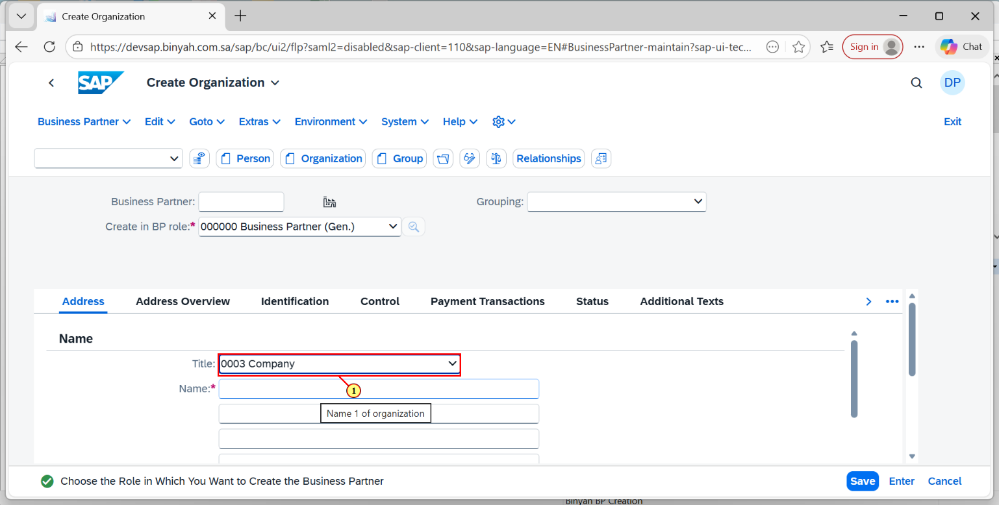 Create Organization
https://devsap.binyah.com.sa/sap/bc/ui2/flp?saml2=disabled&sap-client=110&sap-language=EN#BusinessPartner-maintain?sap-ui-tec...
Sign in
Chat
SAP
Create Organization
DP
Business Partner
Edit
Goto
Extras
Environment
System
Help
Exit
Person
Organization
Group
Relationships
Business Partner:
Grouping:
Create in BP role:* 000000 Business Partner (Gen.)
Address
Address Overview
Identification
Control
Payment Transactions
Status
Additional Texts
Name
Title: 0003 Company
Name:*
1
Name 1 of organization
Choose the Role in Which You Want to Create the Business Partner
Save
Enter
Cancel
Binyah BP Creation